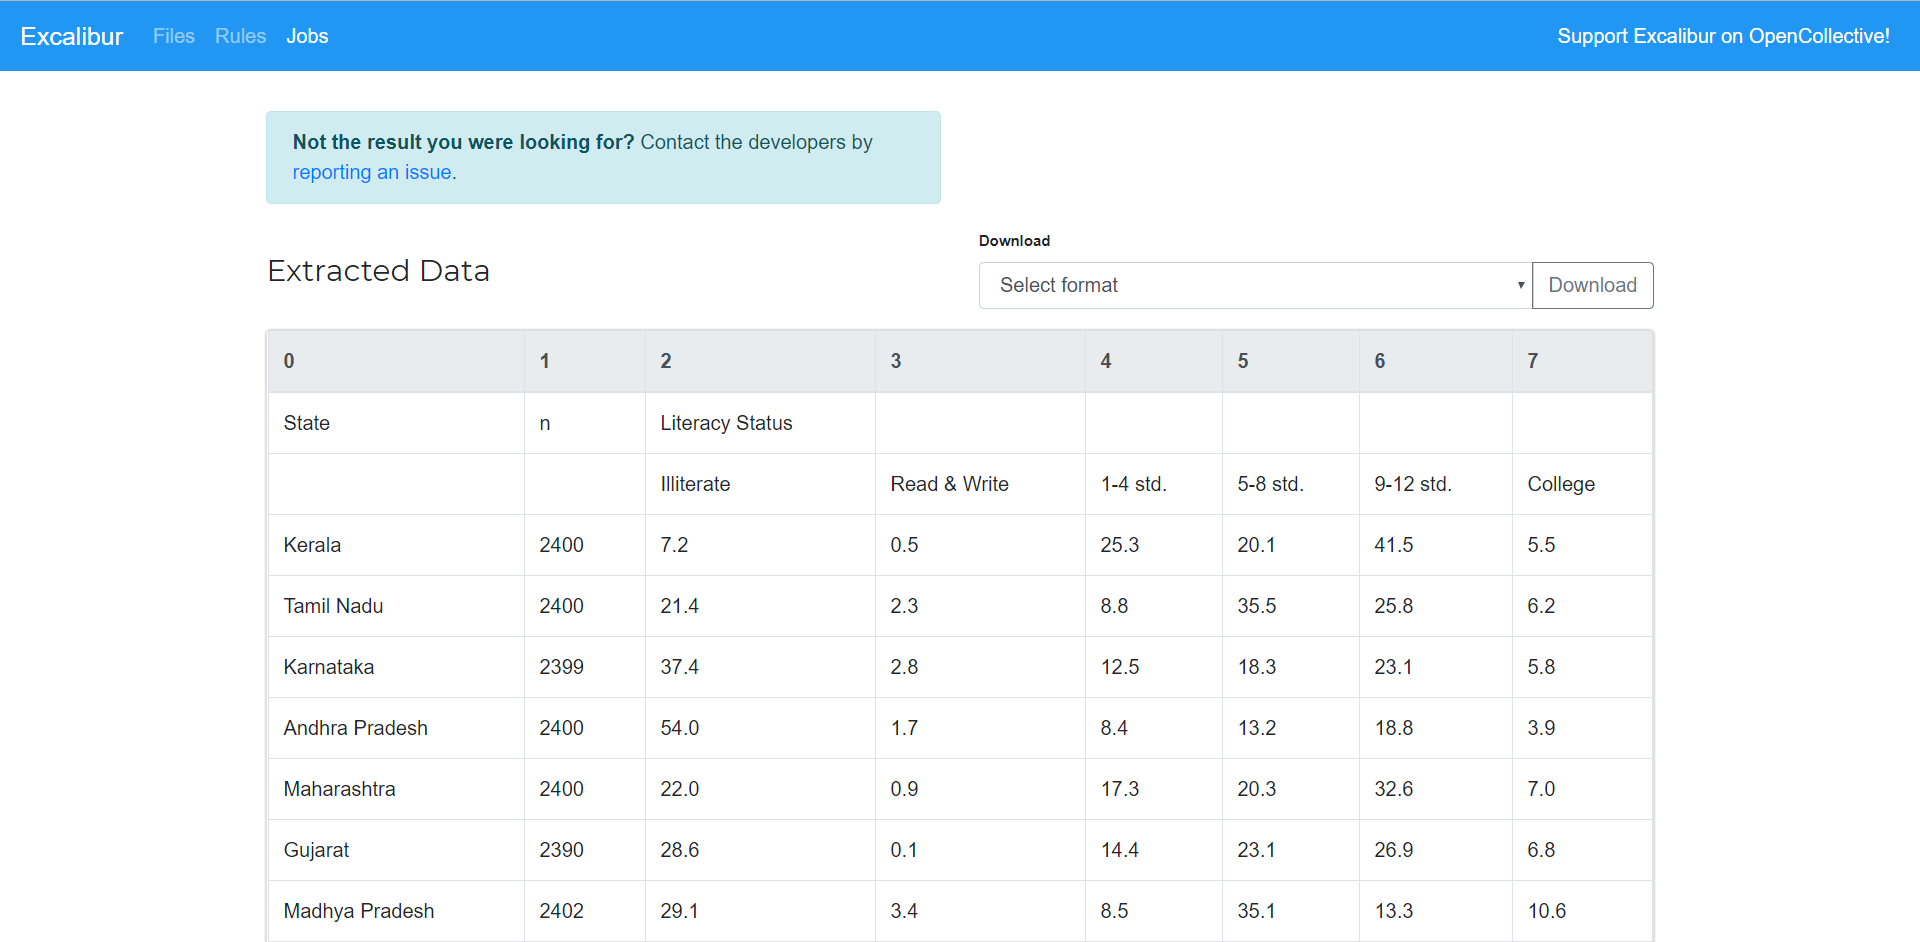 Excalibur Files Rules Jobs Support Excalibur on OpenCollective!
Not the result you were looking for? Contact the developers by
reporting an issue.
Download
Extracted Data
Select format Download
0 1 2 3 4 5 6 7
State n Literacy Status
Illiterate Read & Write 1-4 std. 5-8 std. 9-12 std. College
Kerala 2400 7.2 0.5 25.3 20.1 41.5 5.5
Tamil Nadu 2400 21.4 2.3 8.8 35.5 25.8 6.2
Karnataka 2399 37.4 2.8 12.5 18.3 23.1 5.8
Andhra Pradesh 2400 54.0 1.7 8.4 13.2 18.8 3.9
Maharashtra 2400 22.0 0.9 17.3 20.3 32.6 7.0
Gujarat 2390 28.6 0.1 14.4 23.1 26.9 6.8
Madhya Pradesh 2402 29.1 3.4 8.5 35.1 13.3 10.6